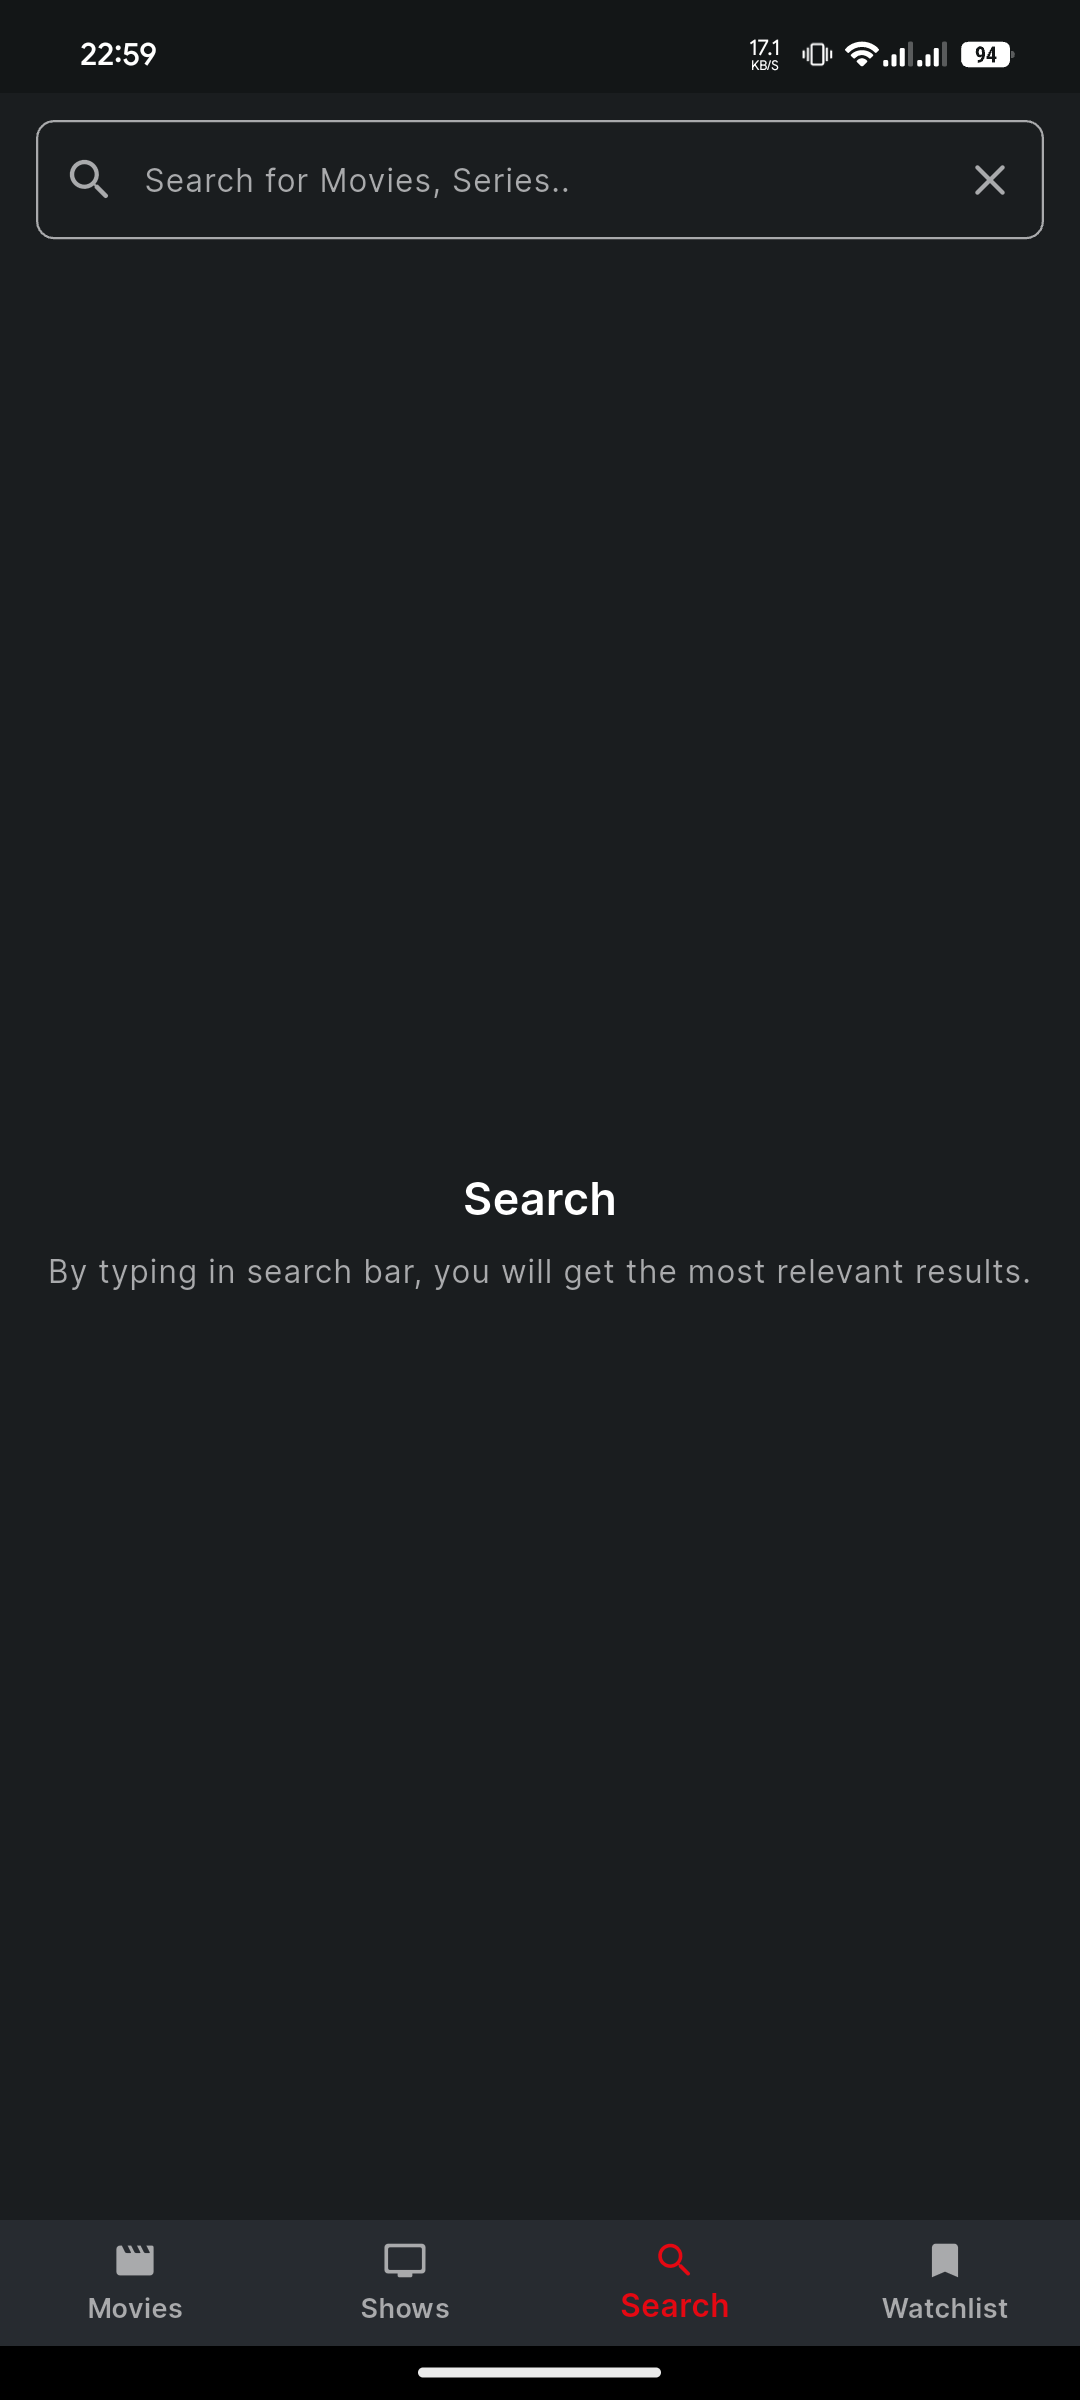 22:59
17.1
KB/S
94
Search for Movies, Series..
Search
By typing in search bar, you will get the most relevant results.
Movies
Shows
Search
Watchlist